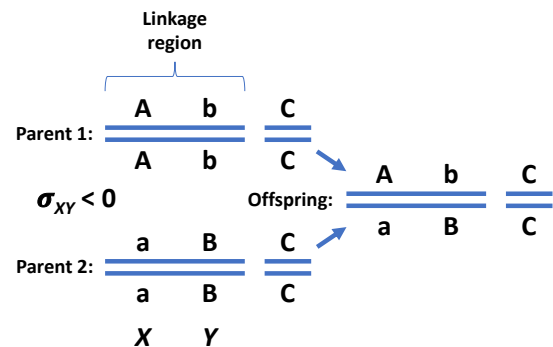 Linkage
region
A b C
Parent 1:
A b C
σXY < 0
A b C
Offspring:
a B C
a B C
Parent 2:
a B C
X Y